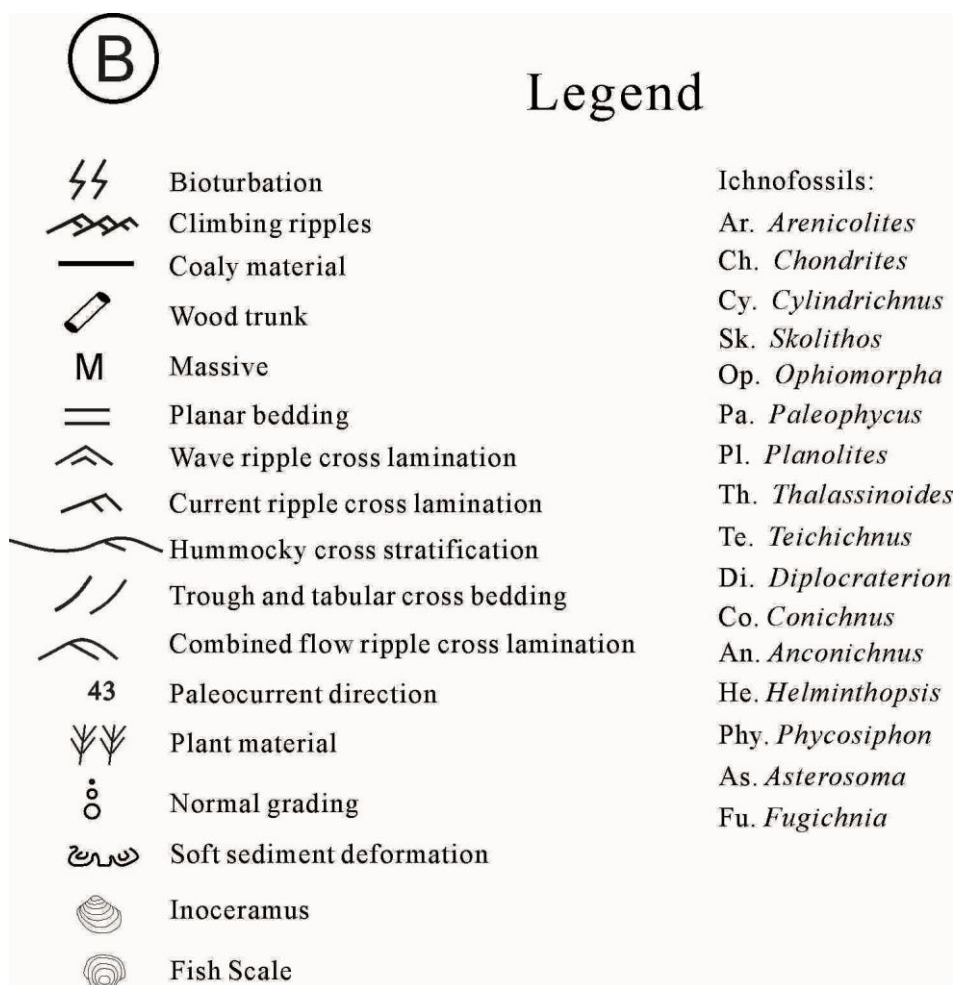 B
Legend
Bioturbation
Climbing ripples
Coaly material
Wood trunk
M Massive
Planar bedding
Wave ripple cross lamination
Current ripple cross lamination
Hummocky cross stratification
Trough and tabular cross bedding
Combined flow ripple cross lamination
43 Paleocurrent direction
Plant material
Normal grading
Soft sediment deformation
Inoceramus
Fish Scale
Ichnofossils:
Ar. Arenicolites
Ch. Chondrites
Cy. Cylindrichnus
Sk. Skolithos
Op. Ophiomorpha
Pa. Paleophycus
Pl. Planolites
Th. Thalassinoides
Te. Teichichnus
Di. Diplocraterion
Co. Conichnus
An. Anconichnus
He. Helminthopsis
Phy. Phycosiphon
As. Asterosoma
Fu. Fugichnia